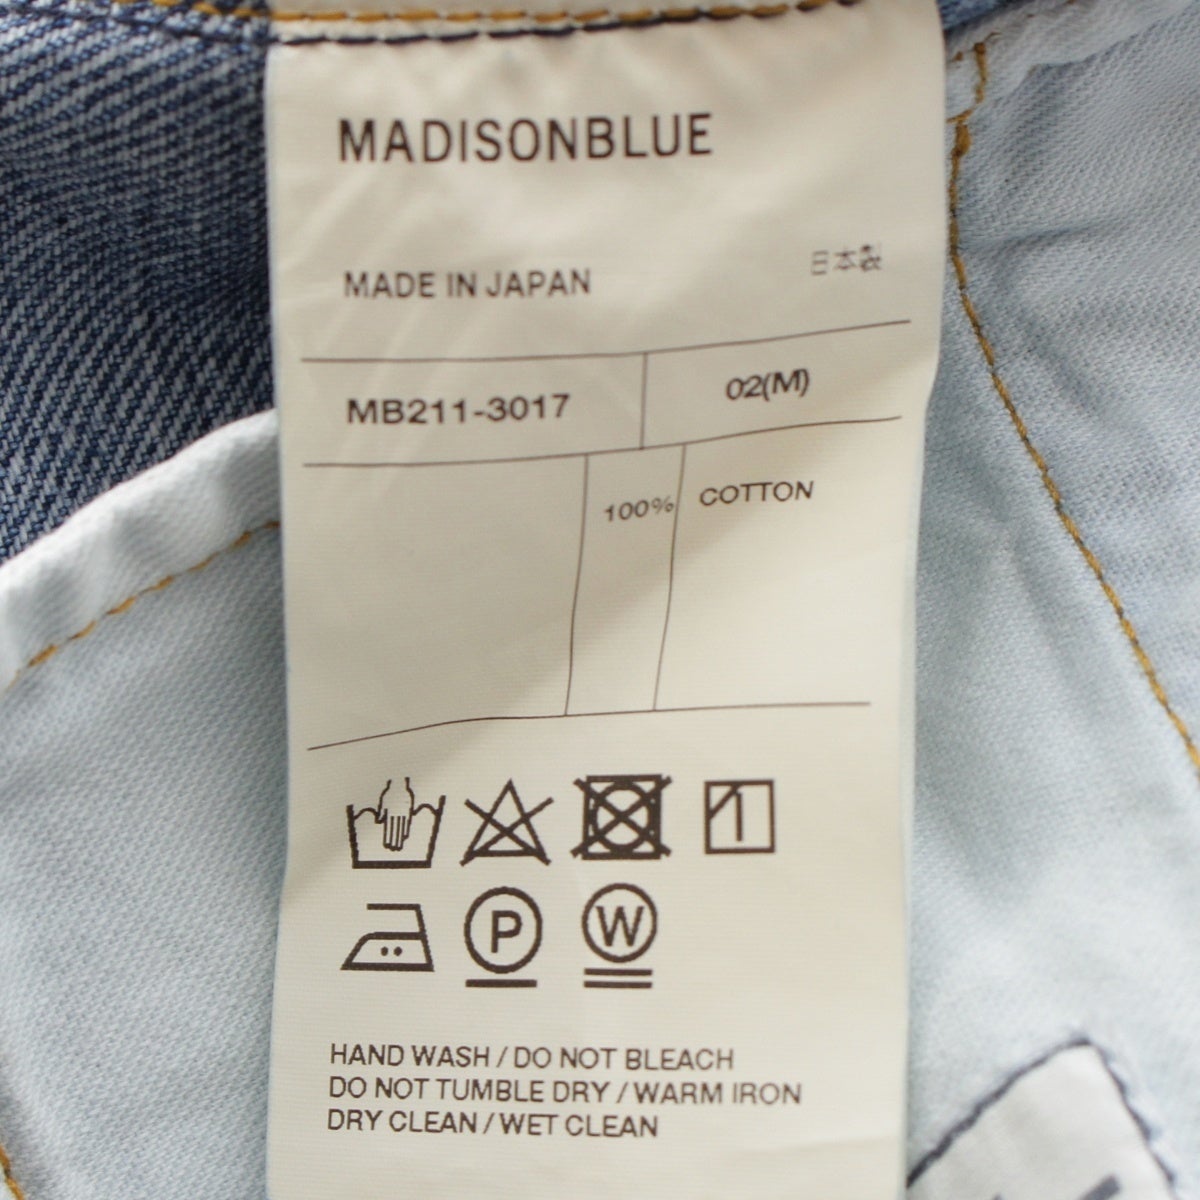 MADISONBLUE
MADE IN JAPAN 日本製
MB211-3017 02(M)
100% COTTON
P W
HAND WASH / DO NOT BLEACH
DO NOT TUMBLE DRY / WARM IRON
DRY CLEAN / WET CLEAN